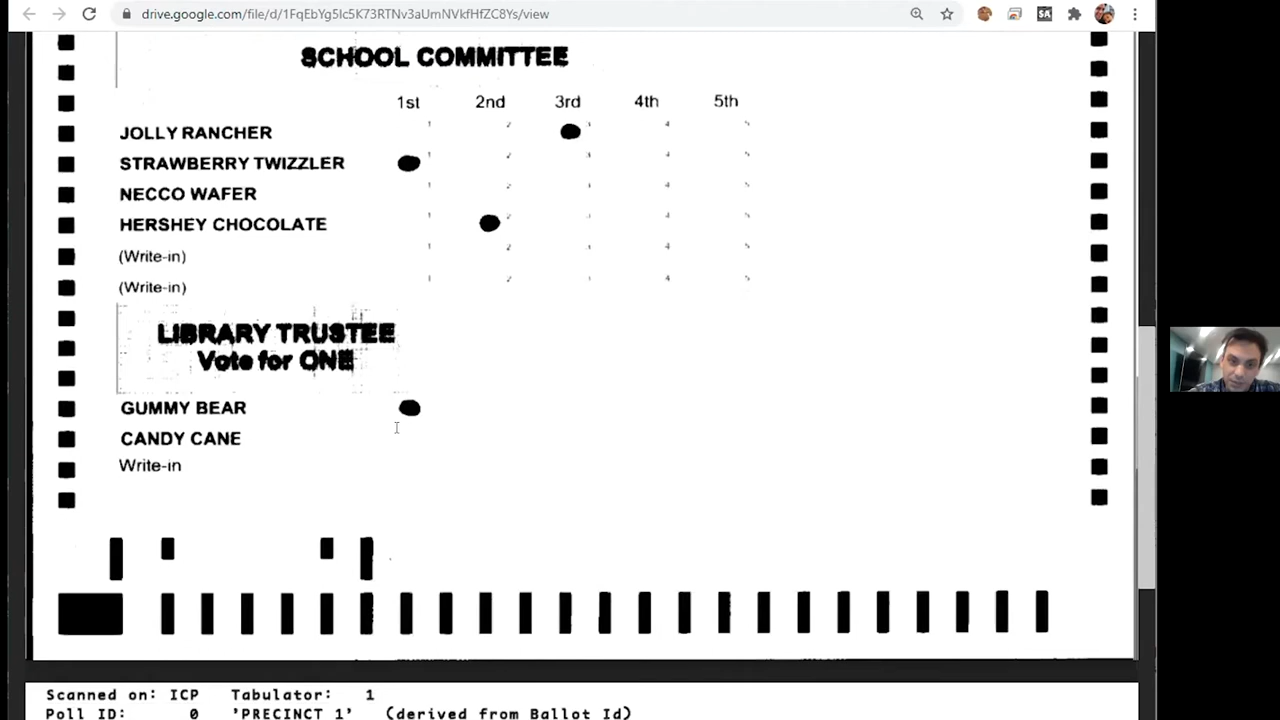 drive.google.com/file/d/1FqEbYg5Ic5K73RTNv3aUmNVkfHfZC8Ys/view
SA
SCHOOL COMMITTEE
1st 2nd 3rd 4th 5th
JOLLY RANCHER
STRAWBERRY TWIZZLER
NECCO WAFER
HERSHEY CHOCOLATE
(Write-in)
(Write-in)
LIBRARY TRUSTEE
Vote for ONE
GUMMY BEAR
CANDY CANE
Write-in
Scanned on: ICP Tabulator: 1
Poll ID: 0 'PRECINCT 1' (derived from Ballot Id)